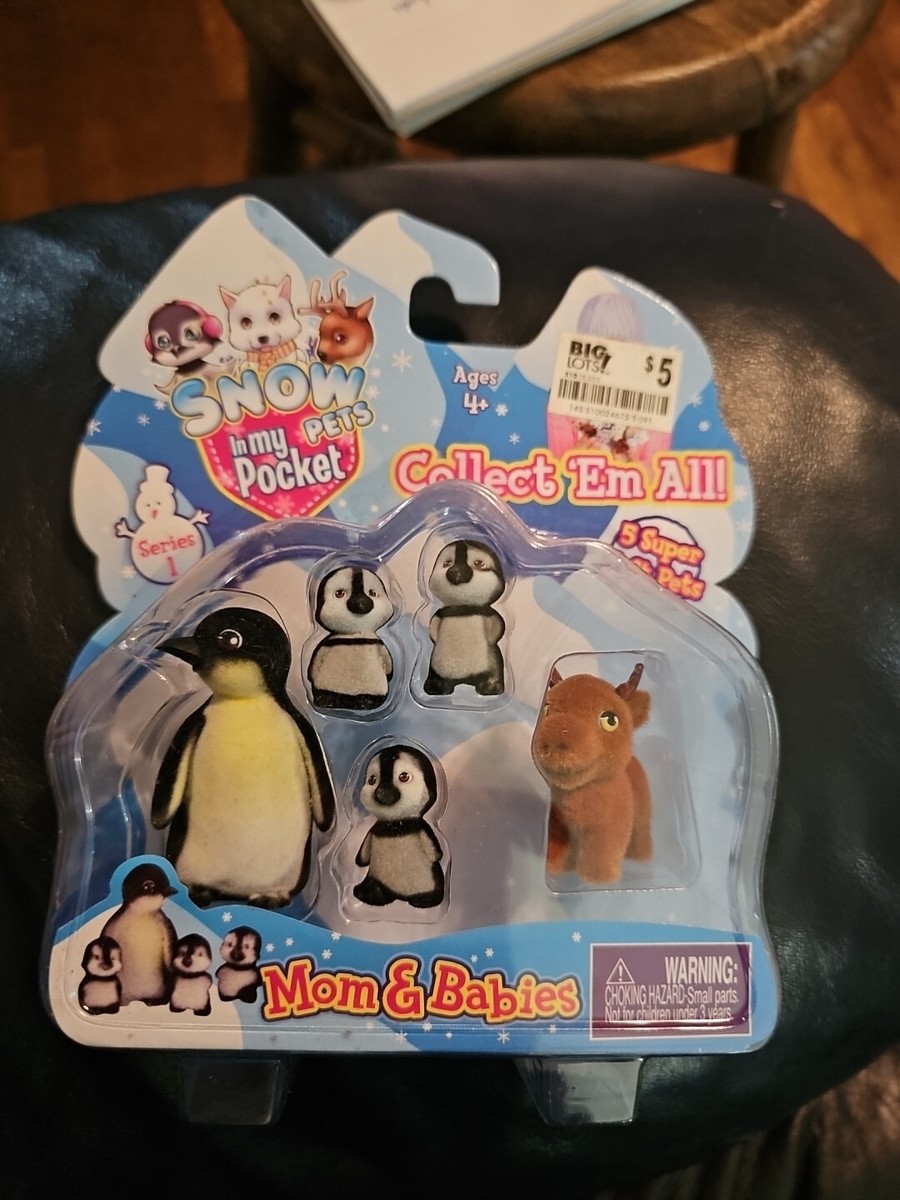 BIG
LOTS!
$5
Ages
4+
SNOW
PETS
In my
Pocket
Collect 'Em All!
Series
1
5 Super
Pets
Mom & Babies
WARNING:
CHOKING HAZARD-Small parts.
Not for children under 3 years.